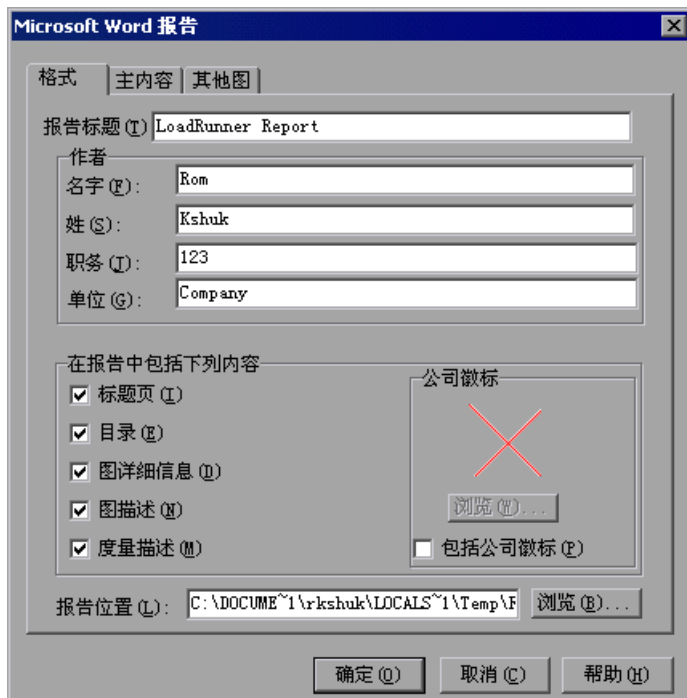 Microsoft Word 报告
格式 主内容 其他图
报告标题(T) LoadRunner Report
作者
名字(F): Rom
姓(S): Kshuk
职务(J): 123
单位(G): Company
在报告中包括下列内容
标题页(I)
目录(E)
图详细信息(D)
图描述(N)
度量描述(M)
公司徽标
浏览(W)...
包括公司徽标(P)
报告位置(L): C:\DOCUME~1\rkshuk\LOCALS~1\Temp\F 浏览(B)...
确定(O) 取消(C) 帮助(H)